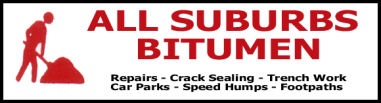 ALL SUBURBS
BITUMEN
Repairs - Crack Sealing - Trench Work
Car Parks - Speed Humps - Footpaths